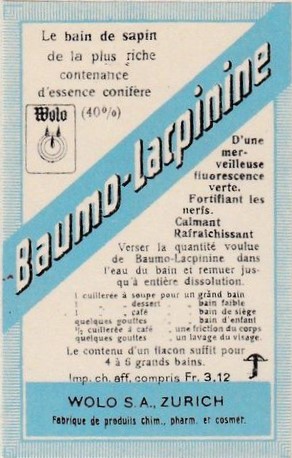 Le bain de sapin
de la plus riche
contenance
d'essence conifère
Wolo (40%)
Baumo-lacpinine
D'une
mer-
veilleuse
fluorescence
verte.
Fortifiant les
nerfs.
Calmant
Rafraîchissant
Verser la quantité voulue
de Baumo-Lacpinine dans
l'eau du bain et remuer jus-
qu'à entière dissolution.
1 cuillerée à soupe pour un grand bain
1 „ „ dessert „ „ bain faible
1 „ „ café „ „ bain de siège
quelques gouttes „ „ bain d'enfant
½ cuillerée à café „ une friction du corps
quelques gouttes „ un lavage du visage.
Le contenu d'un flacon suffit pour
4 à 6 grands bains.
Imp. ch. aff. compris Fr. 3,12
WOLO S.A., ZURICH
Fabrique de produits chim., pharm. et cosmet.